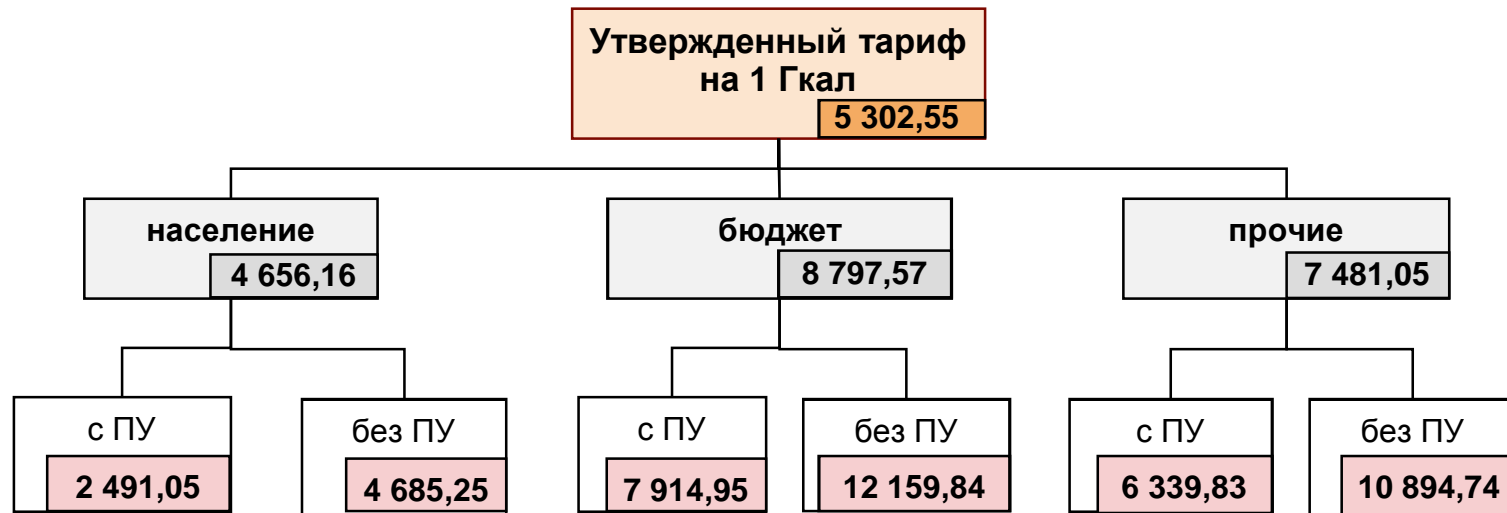 Утвержденный тариф
на 1 Гкал
5 302,55
население
4 656,16
бюджет
8 797,57
прочие
7 481,05
с ПУ
2 491,05
без ПУ
4 685,25
с ПУ
7 914,95
без ПУ
12 159,84
с ПУ
6 339,83
без ПУ
10 894,74